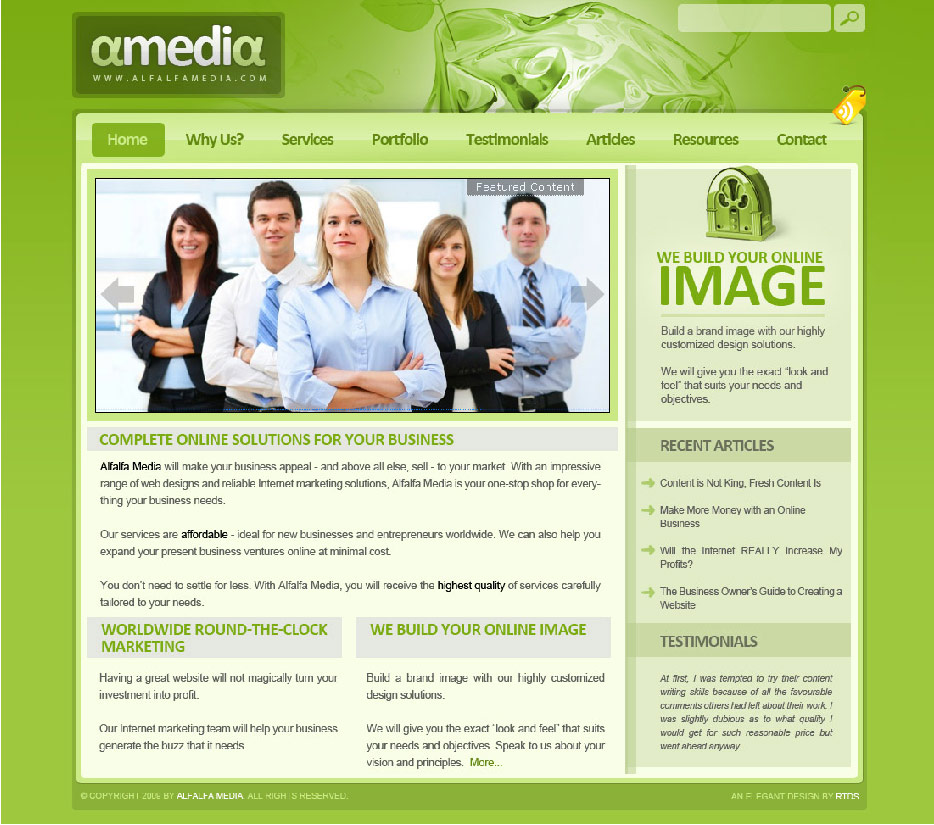 αmediα
WWW.ALFALFAMEDIA.COM
Home Why Us? Services Portfolio Testimonials Articles Resources Contact
Featured Content
WE BUILD YOUR ONLINE
IMAGE
Build a brand image with our highly
customized design solutions.
We will give you the exact “look and
feel” that suits your needs and
objectives.
COMPLETE ONLINE SOLUTIONS FOR YOUR BUSINESS
Alfalfa Media will make your business appeal - and above all else, sell - to your market. With an impressive
range of web designs and reliable Internet marketing solutions, Alfalfa Media is your one-stop shop for every-
thing your business needs.
Our services are affordable - ideal for new businesses and entrepreneurs worldwide. We can also help you
expand your present business ventures online at minimal cost.
You don’t need to settle for less. With Alfalfa Media, you will receive the highest quality of services carefully
tailored to your needs.
WORLDWIDE ROUND-THE-CLOCK
MARKETING
Having a great website will not magically turn your
investment into profit.
Our Internet marketing team will help your business
generate the buzz that it needs
WE BUILD YOUR ONLINE IMAGE
Build a brand image with our highly customized
design solutions.
We will give you the exact “look and feel” that suits
your needs and objectives. Speak to us about your
vision and principles. More...
RECENT ARTICLES
Content is Not King, Fresh Content Is
Make More Money with an Online
Business
Will the Internet REALLY Increase My
Profits?
The Business Owner’s Guide to Creating a
Website
TESTIMONIALS
At first, I was tempted to try their content
writing skills because of all the favourable
comments others had left about their work. I
was slightly dubious as to what quality I
would get for such reasonable price but
went ahead anyway.
© COPYRIGHT 2009 BY ALFALFA MEDIA. ALL RIGHTS RESERVED.
AN ELEGANT DESIGN BY RTDS